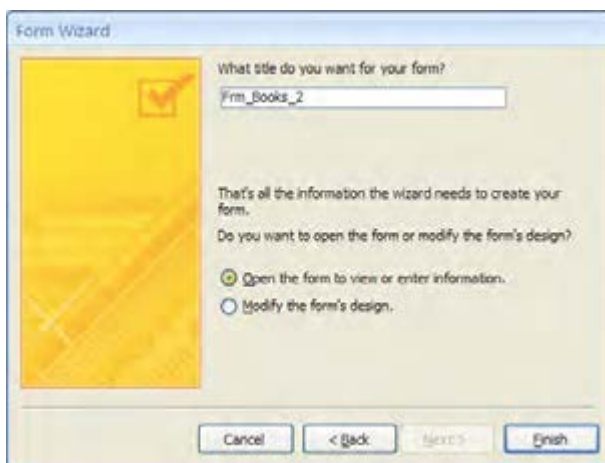 Form Wizard
What title do you want for your form?
Frm_Books_2
That's all the information the wizard needs to create your
form.
Do you want to open the form or modify the form's design?
Open the form to view or enter information.
Modify the form's design.
Cancel
< Back
Next >
Finish